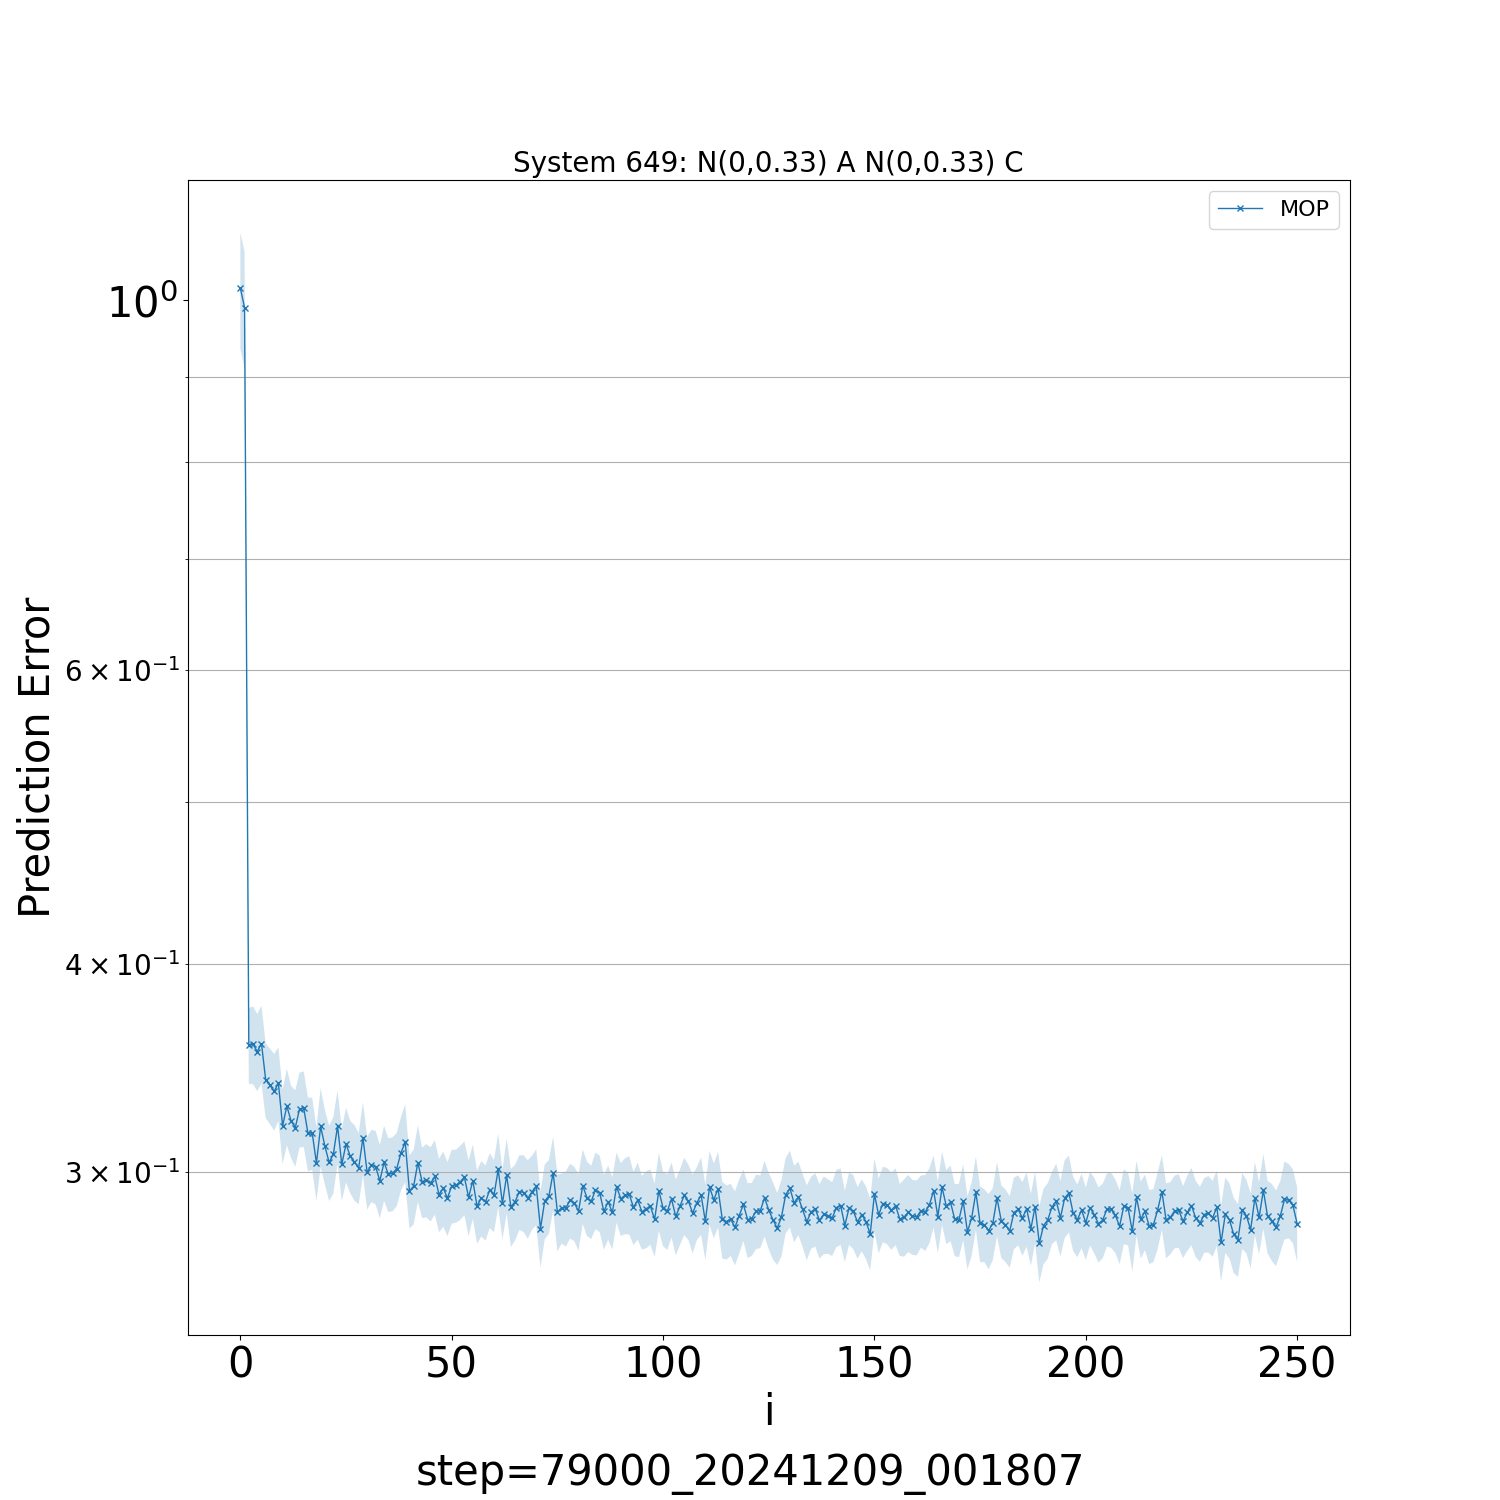 System 649: N(0,0.33) A N(0,0.33) C
MOP
10⁰
6 × 10⁻¹
4 × 10⁻¹
3 × 10⁻¹
Prediction Error
0 50 100 150 200 250
i
step=79000_20241209_001807